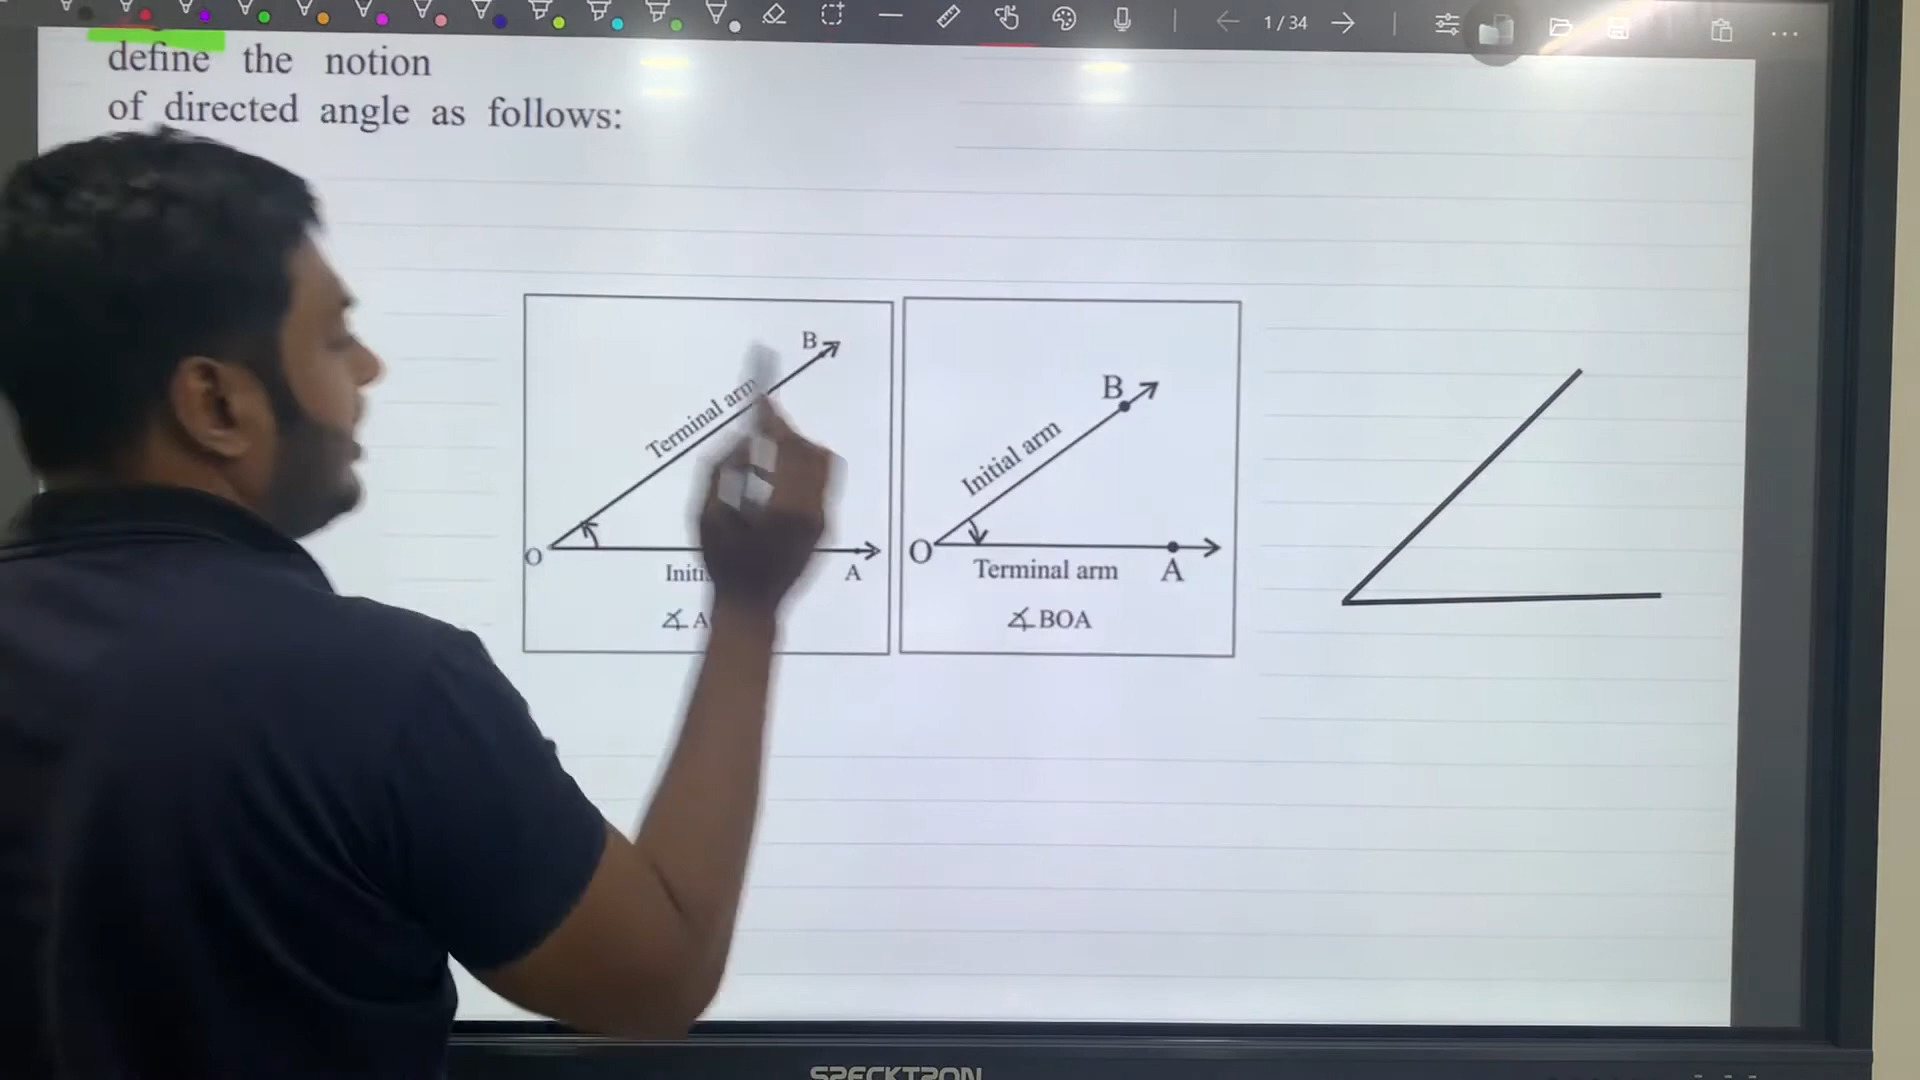 1 / 34
define the notion
of directed angle as follows:
B
Terminal arm
O
A
B
Initial arm
O
Terminal arm A
∡BOA
SPECKTRON